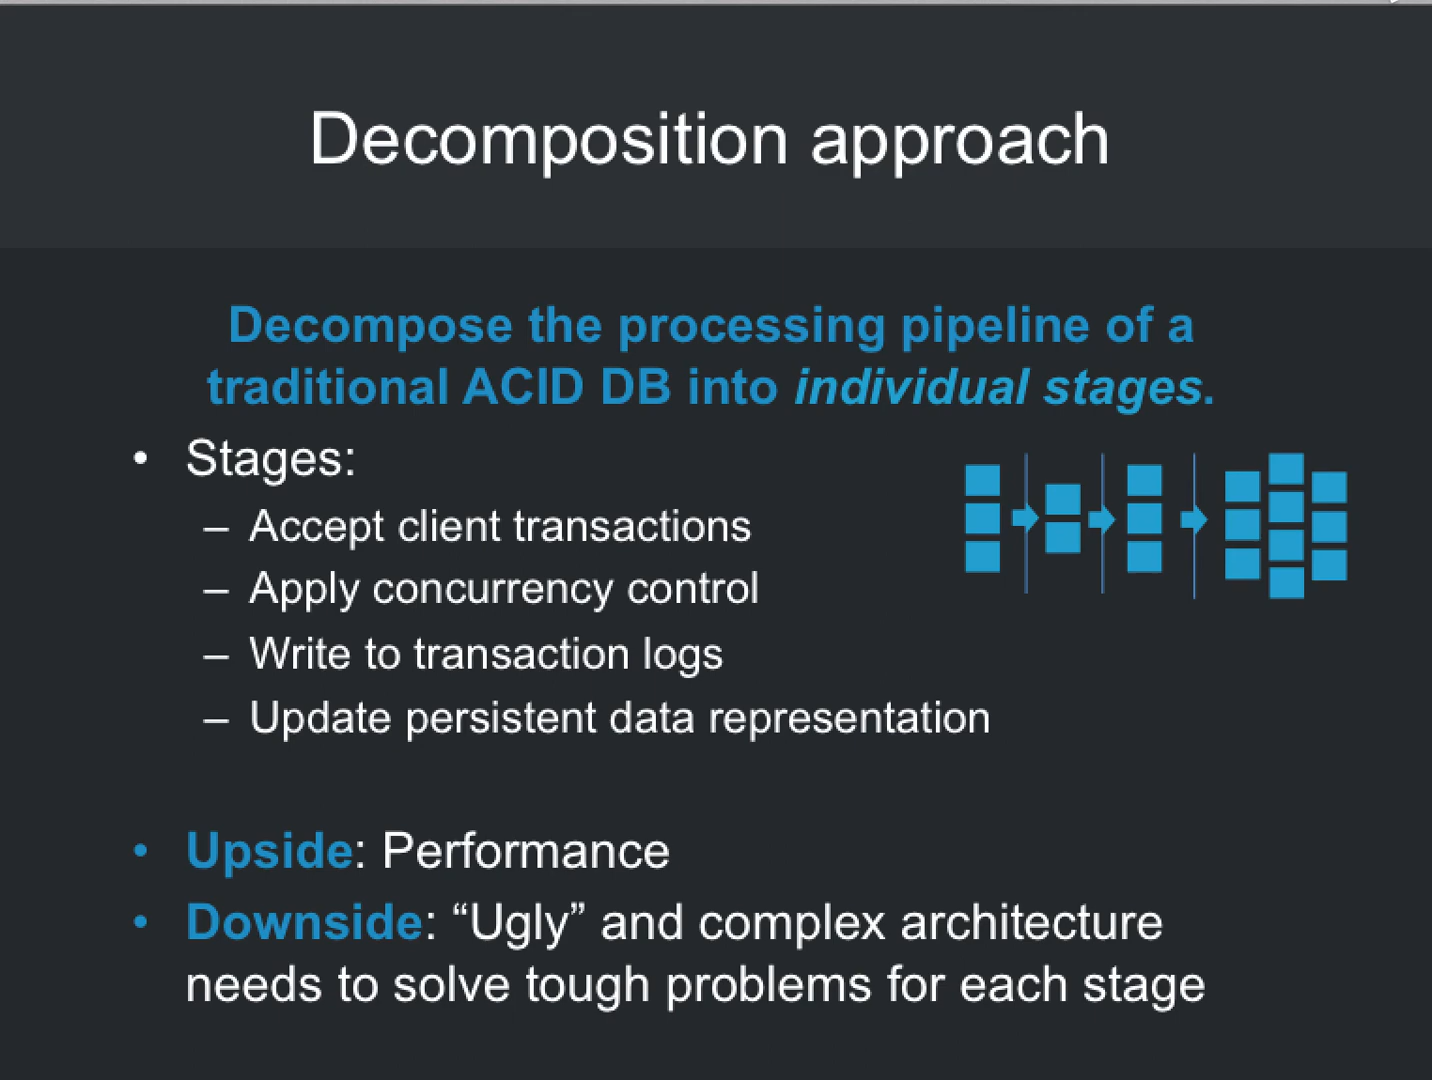 Decomposition approach
Decompose the processing pipeline of a
traditional ACID DB into individual stages.
• Stages:
– Accept client transactions
– Apply concurrency control
– Write to transaction logs
– Update persistent data representation
• Upside: Performance
• Downside: “Ugly” and complex architecture
needs to solve tough problems for each stage